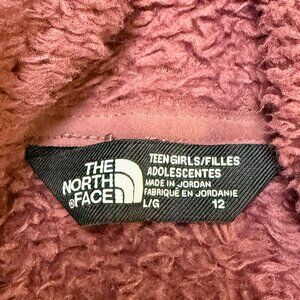 THE
NORTH
FACE®
TEEN GIRLS/FILLES
ADOLESCENTES
MADE IN JORDAN
FABRIQUÉ EN JORDANIE
L/G 12